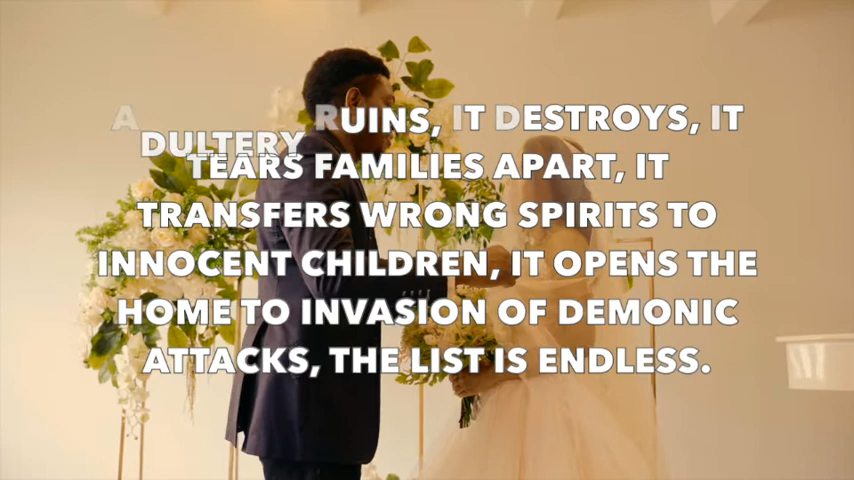 ADULTERY RUINS, IT DESTROYS, IT
TEARS FAMILIES APART, IT
TRANSFERS WRONG SPIRITS TO
INNOCENT CHILDREN, IT OPENS THE
HOME TO INVASION OF DEMONIC
ATTACKS, THE LIST IS ENDLESS.